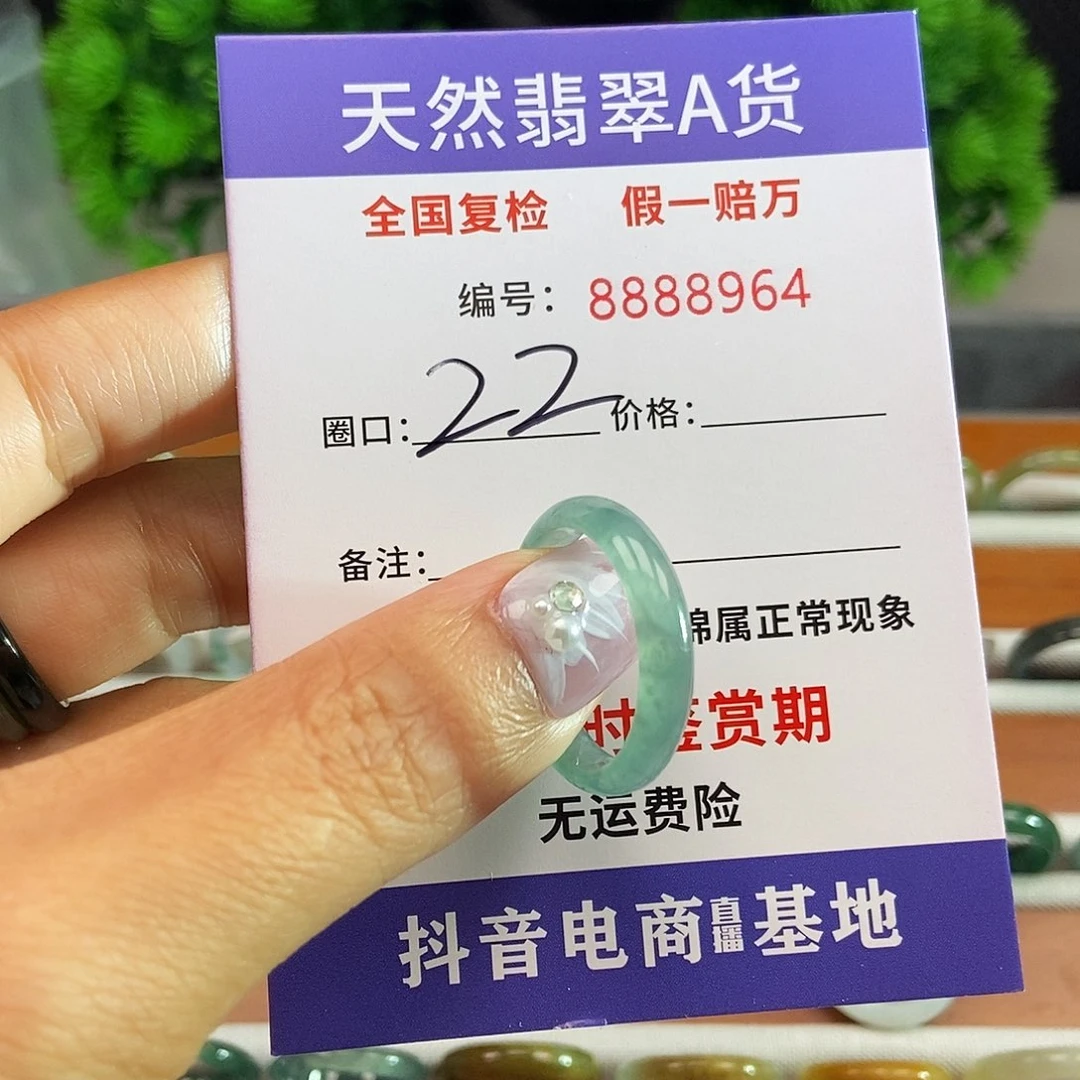 天然翡翠A货
全国复检 假一赔万
编号：8888964
圈口：22 价格：
备注：
棉属正常现象
时鉴赏期
无运费险
抖音电商直播基地